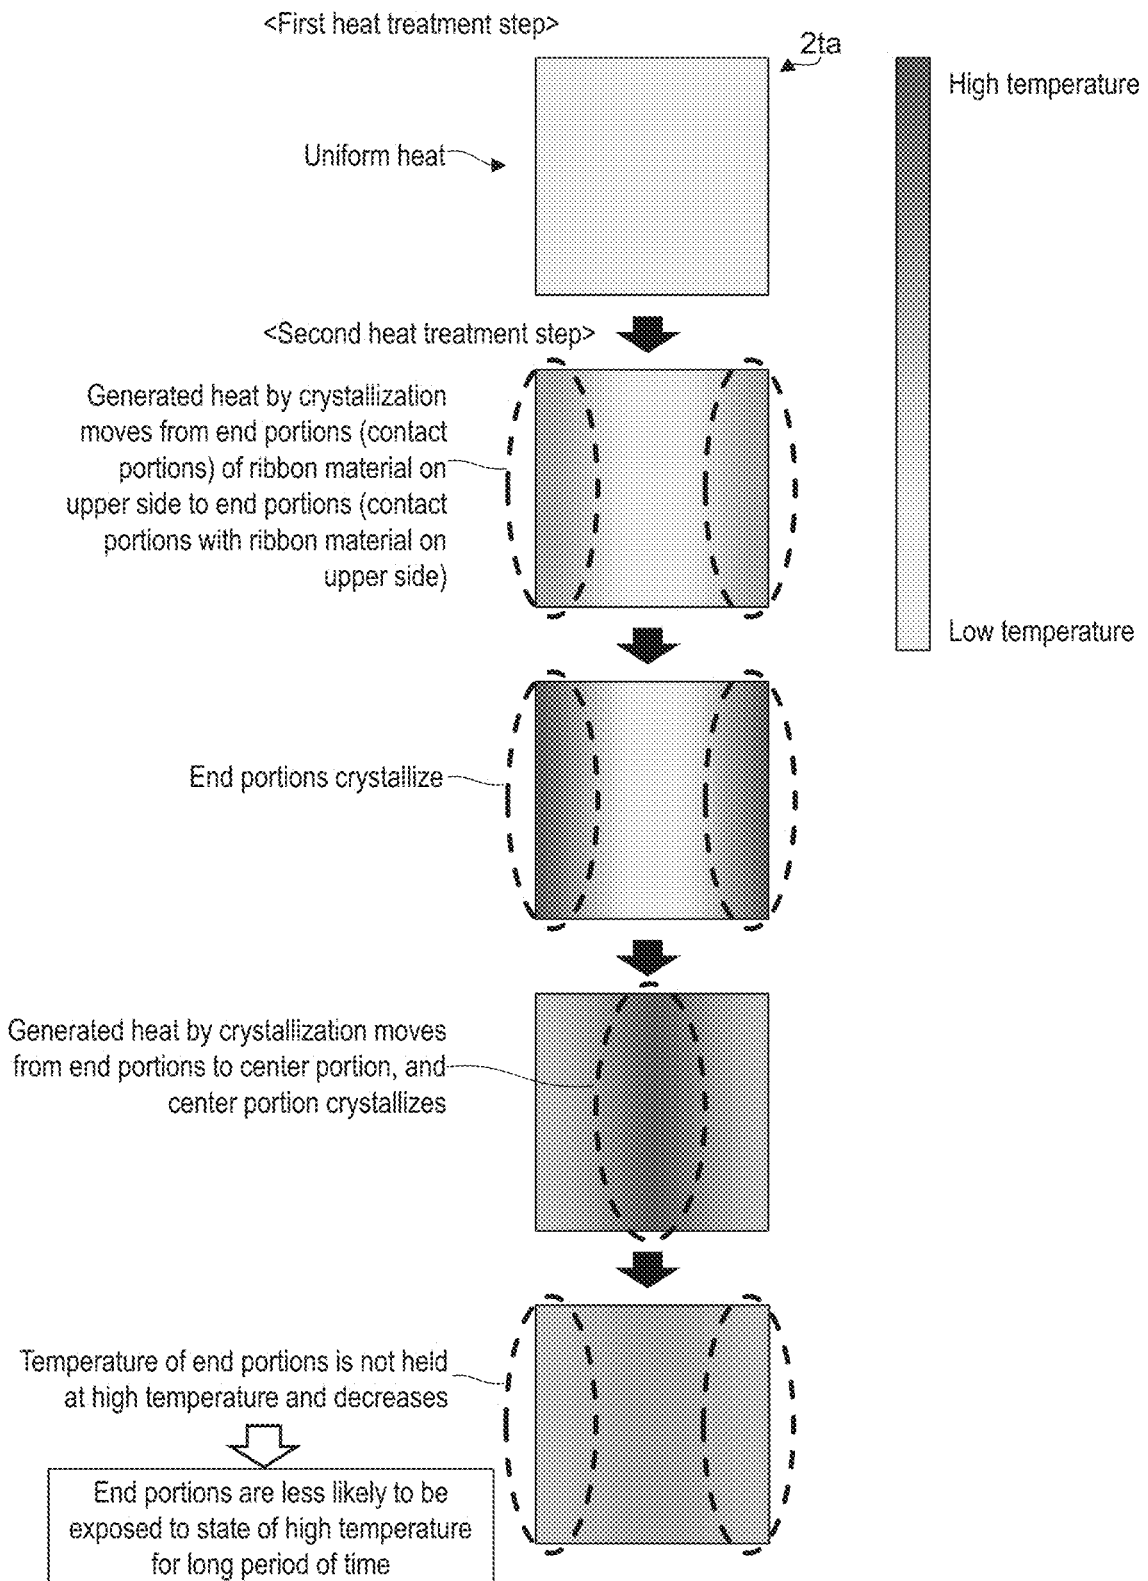 <First heat treatment step>
2ta
High temperature
Uniform heat
<Second heat treatment step>
Generated heat by crystallization
moves from end portions (contact
portions) of ribbon material on
upper side to end portions (contact
portions with ribbon material on
upper side)
Low temperature
End portions crystallize
Generated heat by crystallization moves
from end portions to center portion, and
center portion crystallizes
Temperature of end portions is not held
at high temperature and decreases
End portions are less likely to be
exposed to state of high temperature
for long period of time